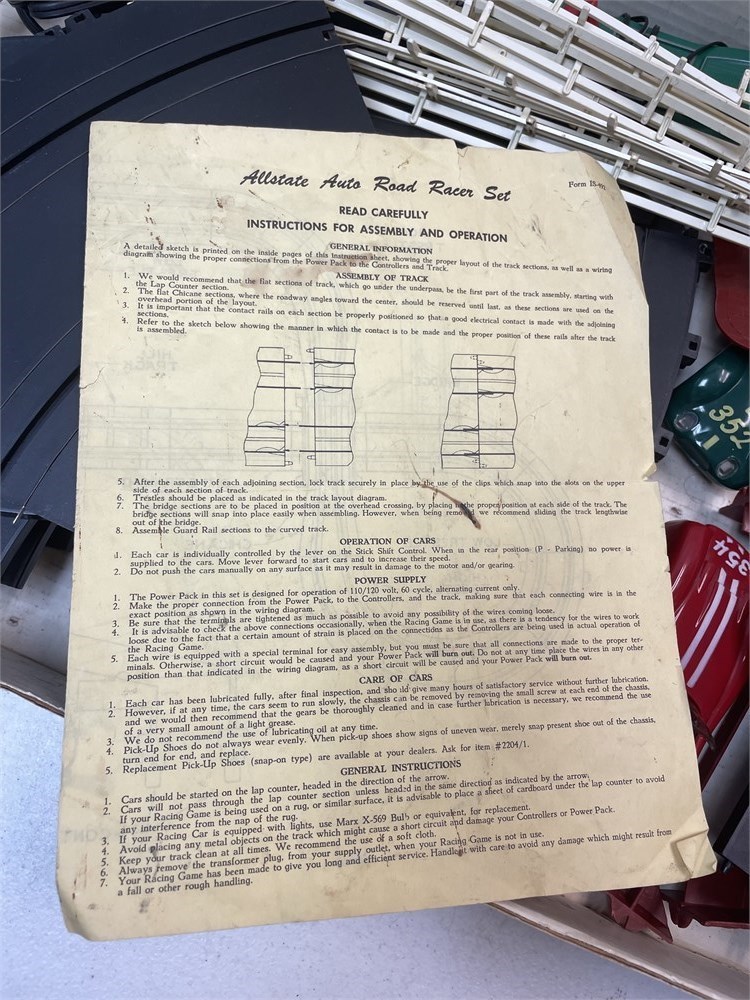 Allstate Auto Road Racer Set
Form
READ CAREFULLY
INSTRUCTIONS FOR ASSEMBLY AND OPERATION
GENERAL INFORMATION
A detailed sketch is printed on the inside pages of this Instruction sheet, showing the proper layout of the track sections, as well as a wiring
diagram showing the proper connections from the Power Pack to the Controllers and Track.
ASSEMBLY OF TRACK
1. We would recommend that the flat sections of track, which go under the underpass, be the first part of the track assembly, starting with
the Lap Counter section.
2. The flat Chicane sections, where the roadway angles toward the center, should be reserved until last, as these sections are used on the
overhead portion of the layout.
3. It is important that the contact rails on each section be properly positioned so that a good electrical contact is made with the adjoining
sections.
4. Refer to the sketch below showing the manner in which the contact is to be made and the proper position of these rails after the track
is assembled.
5. After the assembly of each adjoining section, lock track securely in place by the use of the clips which snap into the slots on the upper
side of each section of track.
6. Trestles should be placed as indicated in the track layout diagram.
7. The bridge sections are to be placed in position at the overhead crossing, by placing in the proper position at each side of the track. The
bridge sections will snap into place easily when assembling. However, when being removed we recommend sliding the track lengthwise
out of the bridge.
8. Assemble Guard Rail sections to the curved track.
OPERATION OF CARS
1. Each car is individually controlled by the lever on the Stick Shift Control. When in the rear position (P - Parking) no power is
supplied to the cars. Move lever forward to start cars and to increase their speed.
2. Do not push the cars manually on any surface as it may result in damage to the motor and/or gearing.
POWER SUPPLY
1. The Power Pack in this set is designed for operation of 110/120 volt, 60 cycle, alternating current only.
2. Make the proper connection from the Power Pack, to the Controllers, and the track, making sure that each connecting wire is in the
exact position as shown in the wiring diagram.
3. Be sure that the terminals are tightened as much as possible to avoid any possibility of the wires coming loose.
4. It is advisable to check the above connections occasionally, when the Racing Game is in use, as there is a tendency for the wires to work
loose due to the fact that a certain amount of strain is placed on the connections as the Controllers are being used in actual operation of
the Racing Game.
5. Each wire is equipped with a special terminal for easy assembly, but you must be sure that all connections are made to the proper ter-
minals. Otherwise, a short circuit would be caused and your Power Pack will burn out. Do not at any time place the wires in any other
position than that indicated in the wiring diagram, as a short circuit will be caused and your Power Pack will burn out.
CARE OF CARS
1. Each car has been lubricated fully, after final inspection, and should give many hours of satisfactory service without further lubrication.
2. However, if at any time, the cars seem to run slowly, the chassis can be removed by removing the small screw at each end of the chassis,
and we would then recommend that the gears be thoroughly cleaned and in case further lubrication is necessary, we recommend the use
of a very small amount of a light grease.
3. We do not recommend the use of lubricating oil at any time.
4. Pick-Up Shoes do not always wear evenly. When pick-up shoes show signs of uneven wear, merely snap present shoe out of the chassis,
turn end for end, and replace.
5. Replacement Pick-Up Shoes (snap-on type) are available at your dealers. Ask for item #2204/1.
GENERAL INSTRUCTIONS
1. Cars should be started on the lap counter, headed in the direction of the arrow.
2. Cars will not pass through the lap counter section unless headed in the same direction as indicated by the arrow.
If your Racing Game is being used on a rug, or similar surface, it is advisable to place a sheet of cardboard under the lap counter to avoid
any interference from the nap of the rug.
3. If your Racing Car is equipped with lights, use Marx X-569 Bulb or equivalent, for replacement.
4. Avoid placing any metal objects on the track which might cause a short circuit and damage your Controllers or Power Pack.
5. Keep your track clean at all times. We recommend the use of a soft cloth.
6. Always remove the transformer plug, from your supply outlet, when your Racing Game is not in use.
7. Your Racing Game has been made to give you long and efficient service. Handle it with care to avoid any damage which might result from
a fall or other rough handling.
352
354